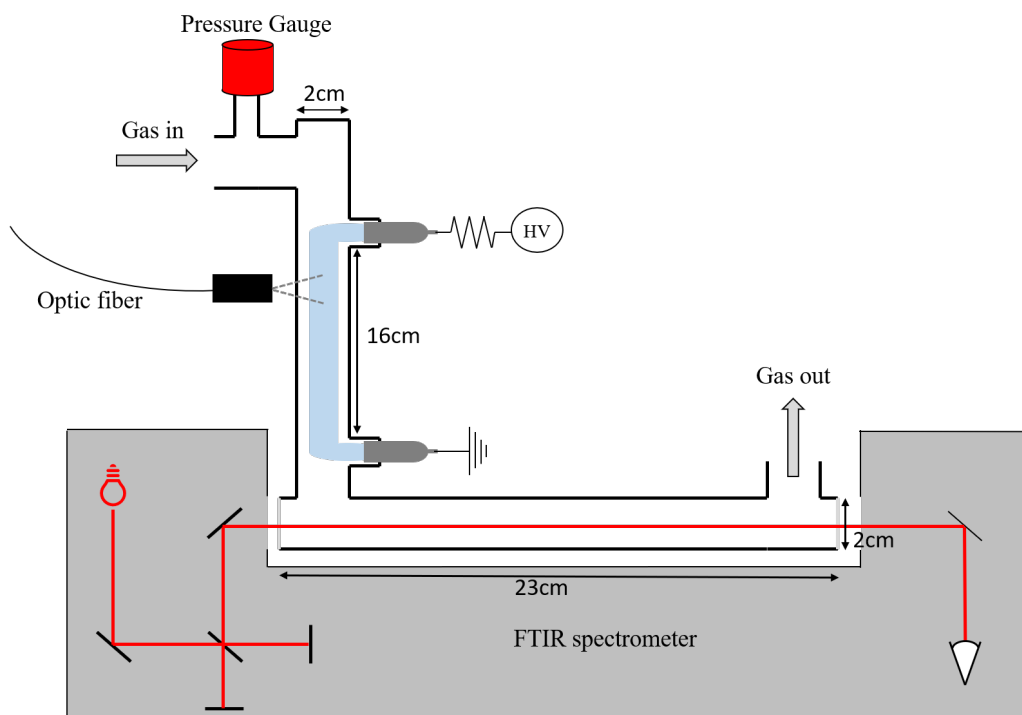 Pressure Gauge
2cm
Gas in
HV
Optic fiber
16cm
Gas out
2cm
23cm
FTIR spectrometer